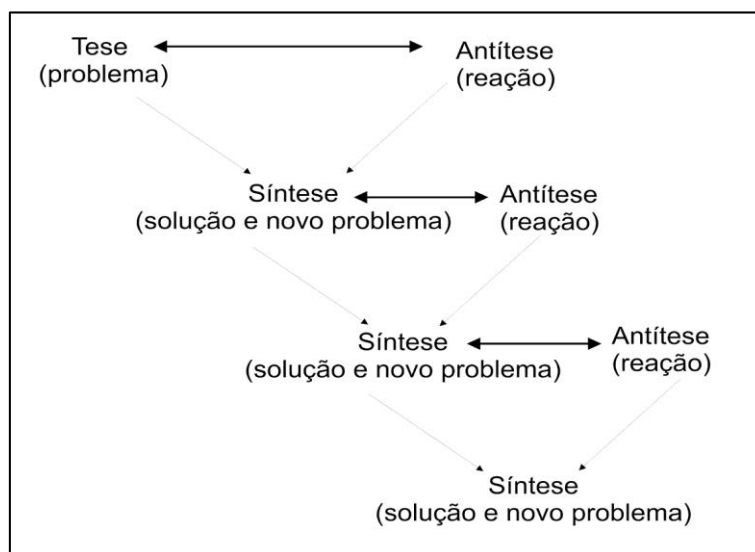 Tese
(problema)
Antítese
(reação)
Síntese
(solução e novo problema)
Antítese
(reação)
Síntese
(solução e novo problema)
Antítese
(reação)
Síntese
(solução e novo problema)